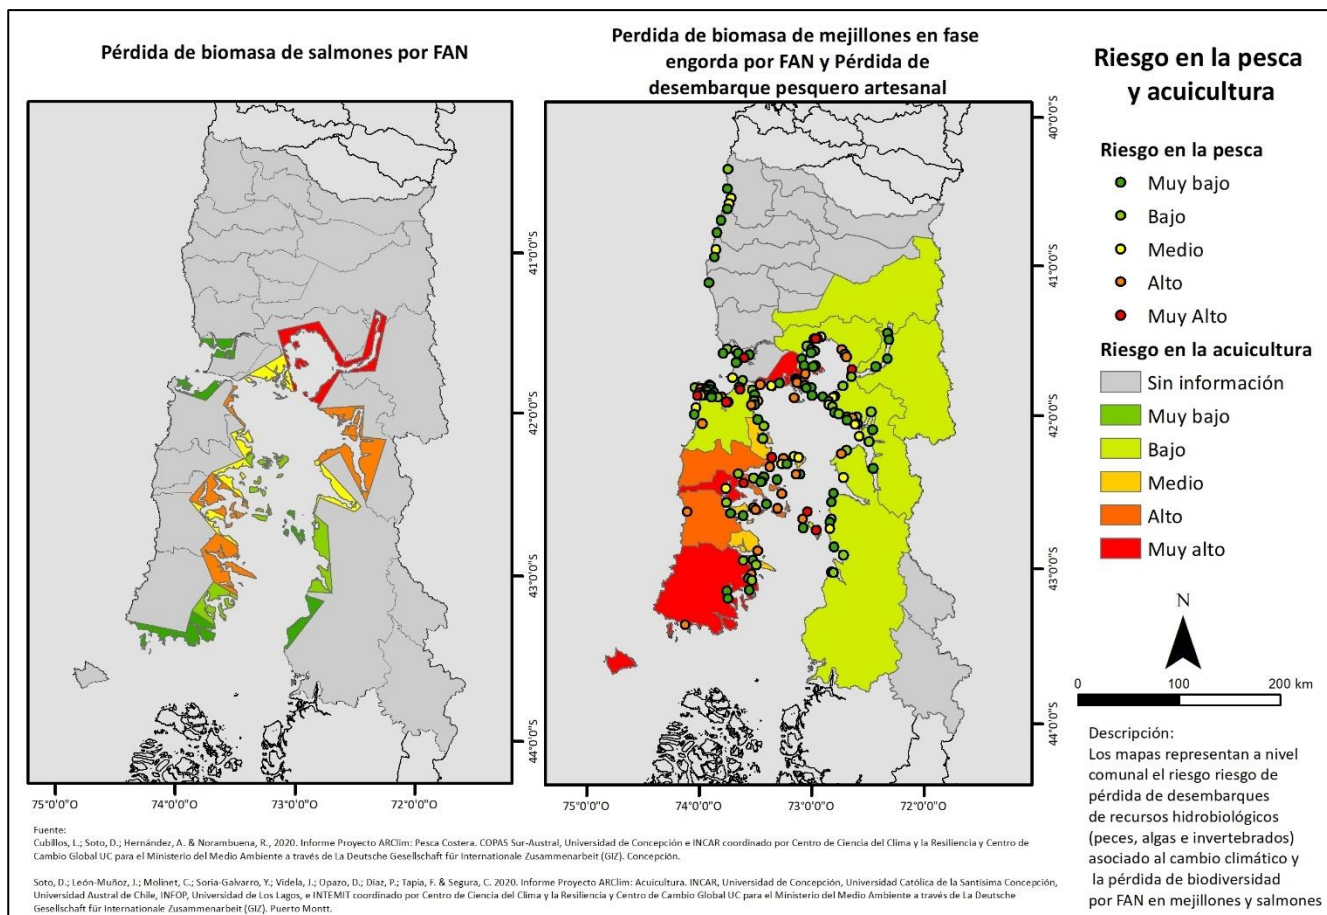 Pérdida de biomasa de salmones por FAN
Perdida de biomasa de mejillones en fase
engorda por FAN y Pérdida de
desembarque pesquero artesanal
Riesgo en la pesca
y acuicultura
Riesgo en la pesca
Muy bajo
Bajo
Medio
Alto
Muy Alto
Riesgo en la acuicultura
Sin información
Muy bajo
Bajo
Medio
Alto
Muy alto
N
0 100 200 km
Descripción:
Los mapas representan a nivel
comunal el riesgo riesgo de
pérdida de desembarques
de recursos hidrobiológicos
(peces, algas e invertebrados)
asociado al cambio climático y
la pérdida de biodiversidad
por FAN en mejillones y salmones
41°0'0"S
42°0'0"S
43°0'0"S
44°0'0"S
40°0'0"S
41°0'0"S
42°0'0"S
43°0'0"S
44°0'0"S
75°0'0"O 74°0'0"O 73°0'0"O 72°0'0"O
75°0'0"O 74°0'0"O 73°0'0"O 72°0'0"O
Fuente:
Cubillos, L.; Soto, D.; Hernández, A. & Norambuena, R., 2020. Informe Proyecto ARClim: Pesca Costera. COPAS Sur-Austral, Universidad de Concepción e INCAR coordinado por Centro de Ciencia del Clima y la Resiliencia y Centro de
Cambio Global UC para el Ministerio del Medio Ambiente a través de La Deutsche Gesellschaft für Internationale Zusammenarbeit (GIZ). Concepción.
Soto, D.; León-Muñoz, J.; Molinet, C.; Soria-Galvarro, Y.; Videla, J.; Opazo, D.; Díaz, P.; Tapia, F. & Segura, C. 2020. Informe Proyecto ARClim: Acuicultura. INCAR, Universidad de Concepción, Universidad Católica de la Santísima Concepción,
Universidad Austral de Chile, INFOP, Universidad de Los Lagos, e INTEMIT coordinado por Centro de Ciencia del Clima y la Resiliencia y Centro de Cambio Global UC para el Ministerio del Medio Ambiente a través de La Deutsche
Gesellschaft für Internationale Zusammenarbeit (GIZ). Puerto Montt.